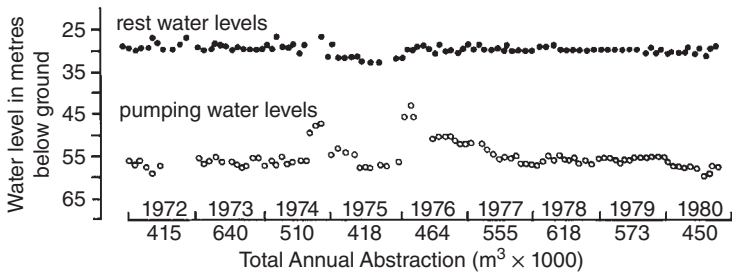 Water level in metres
below ground
25
35
45
55
65
rest water levels
pumping water levels
1972 1973 1974 1975 1976 1977 1978 1979 1980
415 640 510 418 464 555 618 573 450
Total Annual Abstraction (m³ × 1000)